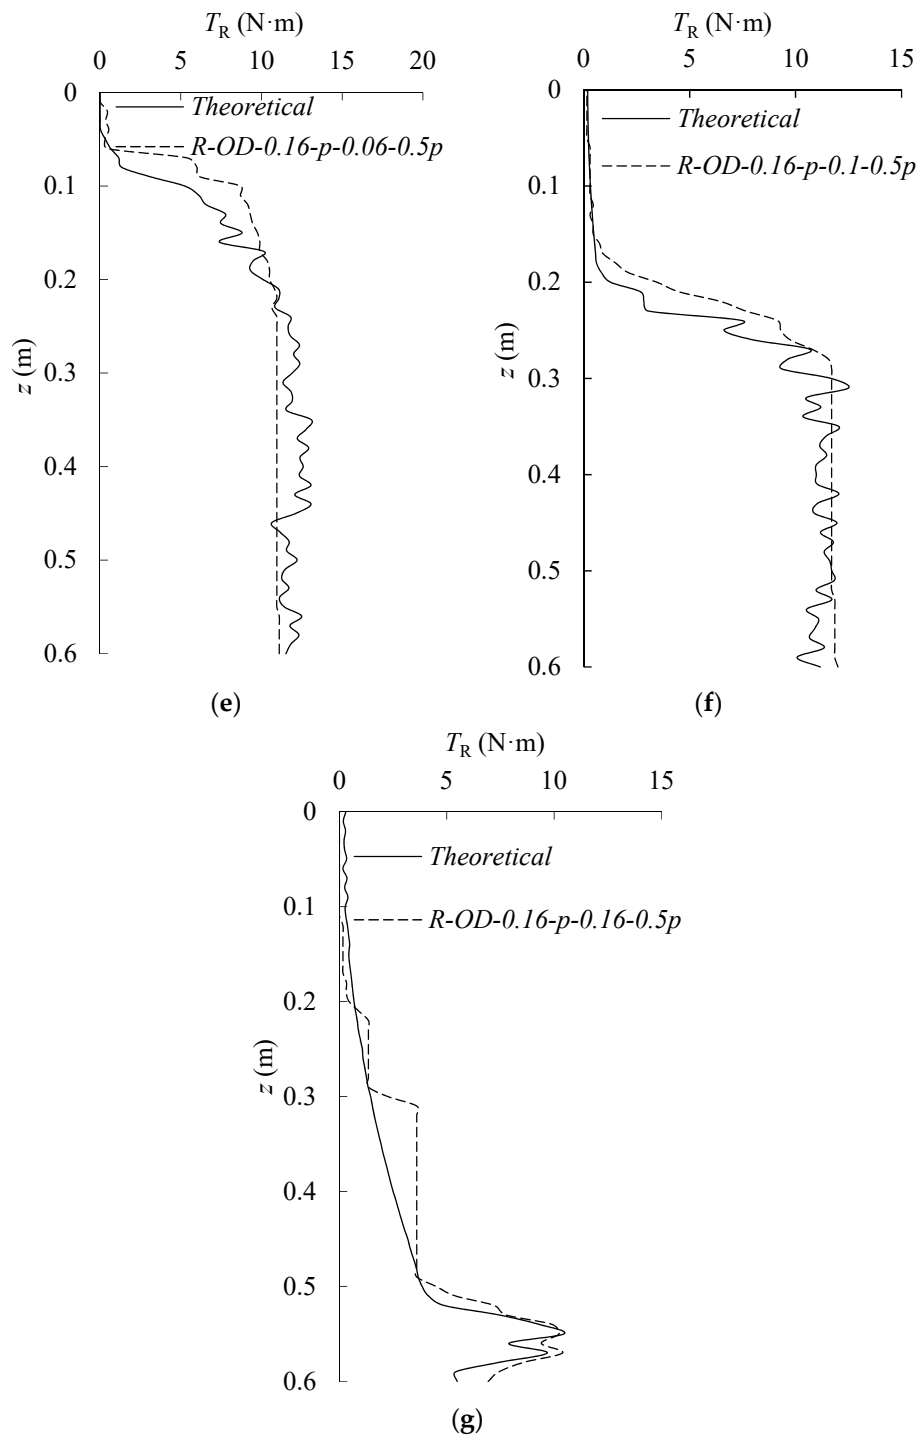 T_R (N·m)
0 5 10 15 20
0
0.1
0.2
0.3
0.4
0.5
0.6
z (m)
Theoretical
R-OD-0.16-p-0.06-0.5p
(e)
T_R (N·m)
0 5 10 15
0
0.1
0.2
0.3
0.4
0.5
0.6
z (m)
Theoretical
R-OD-0.16-p-0.1-0.5p
(f)
T_R (N·m)
0 5 10 15
0
0.1
0.2
0.3
0.4
0.5
0.6
z (m)
Theoretical
R-OD-0.16-p-0.16-0.5p
(g)